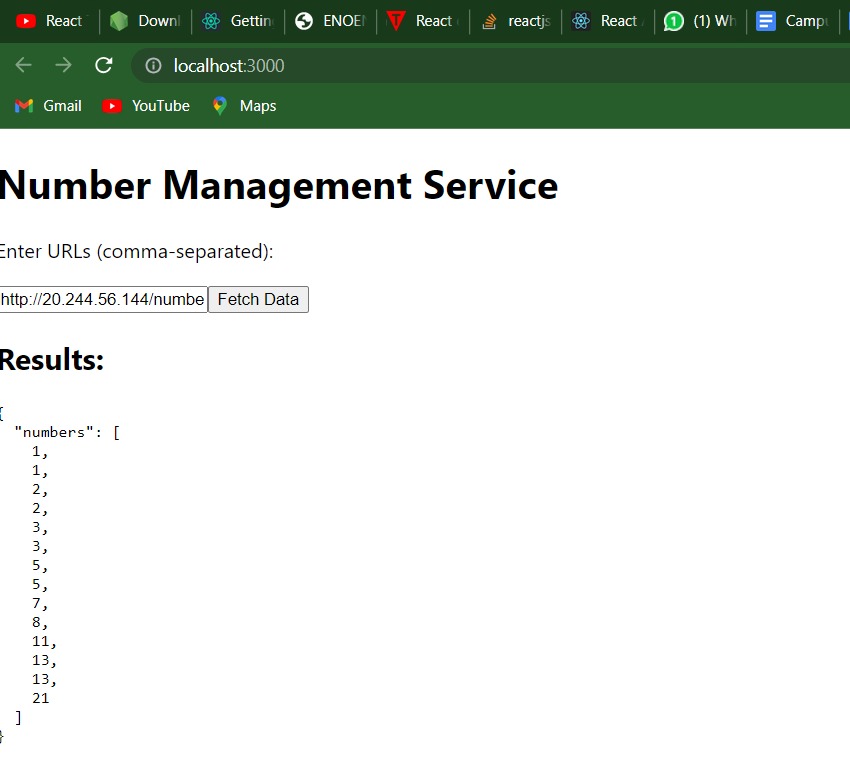 React Downl Gettin ENOEN React reactjs React (1) Wh Camp
localhost:3000
Gmail YouTube Maps
Number Management Service
Enter URLs (comma-separated):
http://20.244.56.144/numbe Fetch Data
Results:
{
"numbers": [
1,
1,
2,
2,
3,
3,
5,
5,
7,
8,
11,
13,
13,
21
]
}